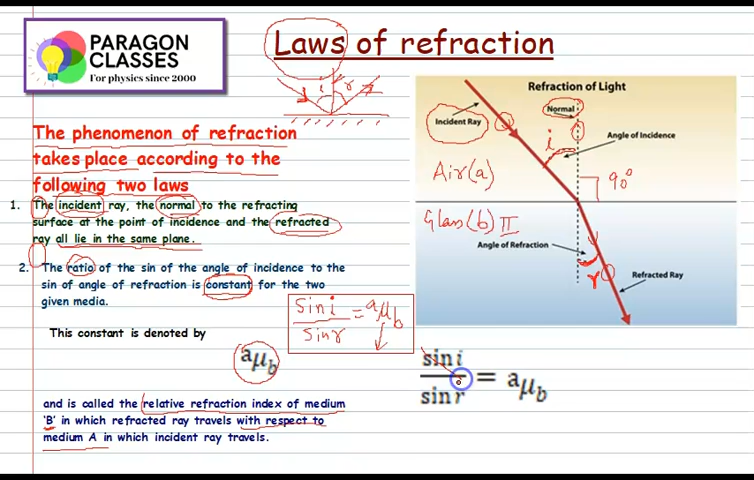 PARAGON
CLASSES
For physics since 2000
Laws of refraction
i r
The phenomenon of refraction
takes place according to the
following two laws
1. The incident ray, the normal to the refracting
surface at the point of incidence and the refracted
ray all lie in the same plane.
2. The ratio of the sin of the angle of incidence to the
sin of angle of refraction is constant for the two
given media.
This constant is denoted by
aμb
and is called the relative refraction index of medium
'B' in which refracted ray travels with respect to
medium A in which incident ray travels.
sin i
sin r
= aμb
Refraction of Light
Incident Ray
Normal
Angle of Incidence
i
Air(a)
90°
Glass(b) II
Angle of Refraction
r
Refracted Ray
sin i
sin r
= aμb